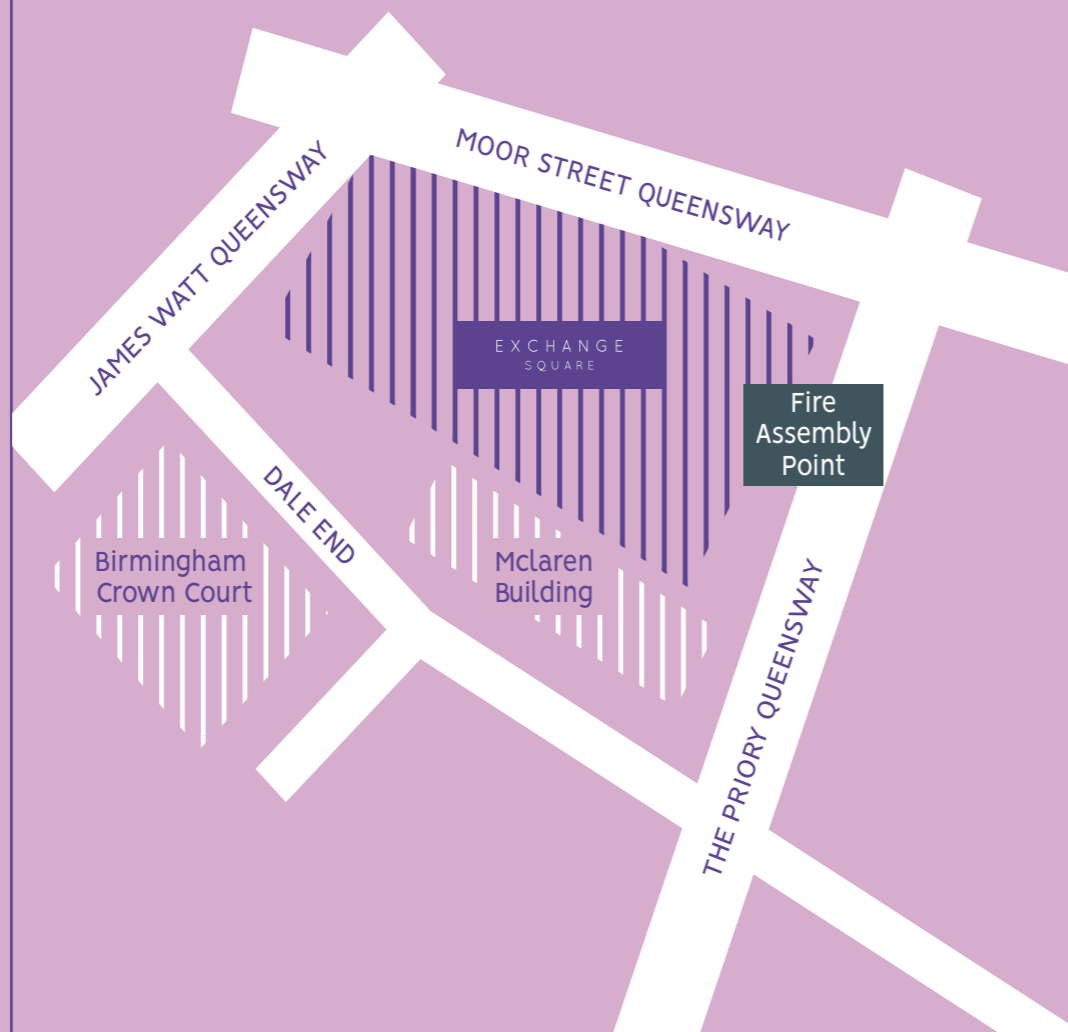 MOOR STREET QUEENSWAY
JAMES WATT QUEENSWAY
EXCHANGE
SQUARE
Fire
Assembly
Point
DALE END
Birmingham
Crown Court
Mclaren
Building
THE PRIORY QUEENSWAY